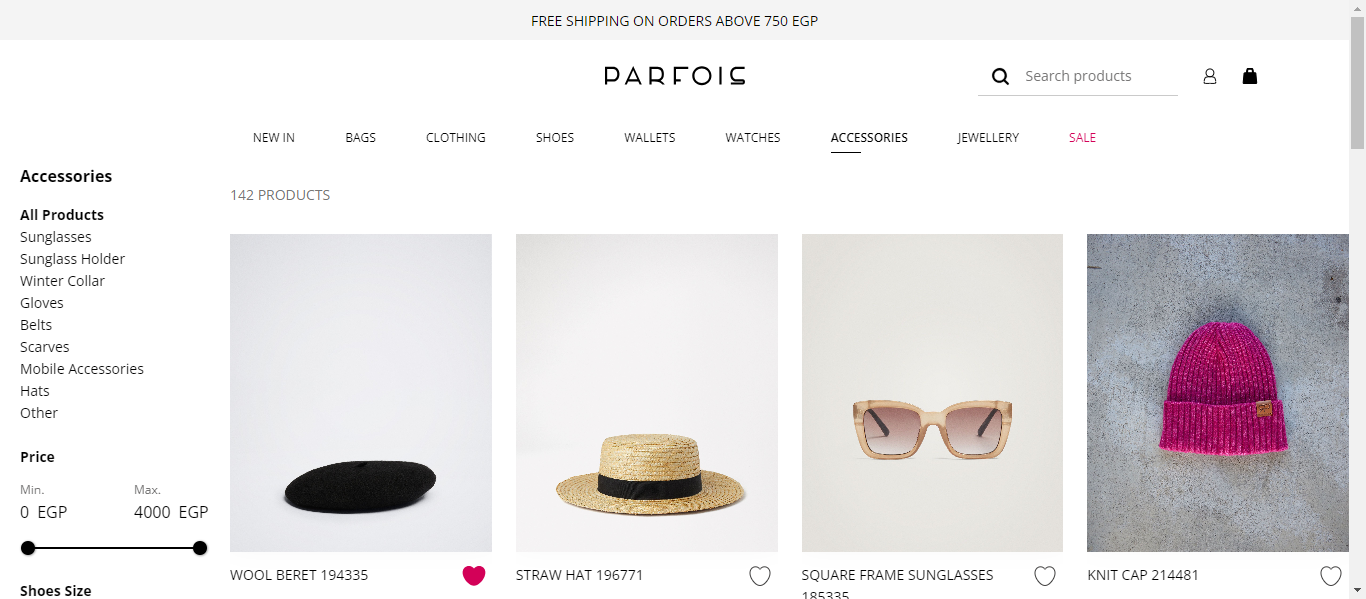 FREE SHIPPING ON ORDERS ABOVE 750 EGP
PARFOIS
Search products
NEW IN
BAGS
CLOTHING
SHOES
WALLETS
WATCHES
ACCESSORIES
JEWELLERY
SALE
Accessories
All Products
Sunglasses
Sunglass Holder
Winter Collar
Gloves
Belts
Scarves
Mobile Accessories
Hats
Other
Price
Min.
Max.
0 EGP
4000 EGP
Shoes Size
142 PRODUCTS
WOOL BERET 194335
STRAW HAT 196771
SQUARE FRAME SUNGLASSES
185335
KNIT CAP 214481